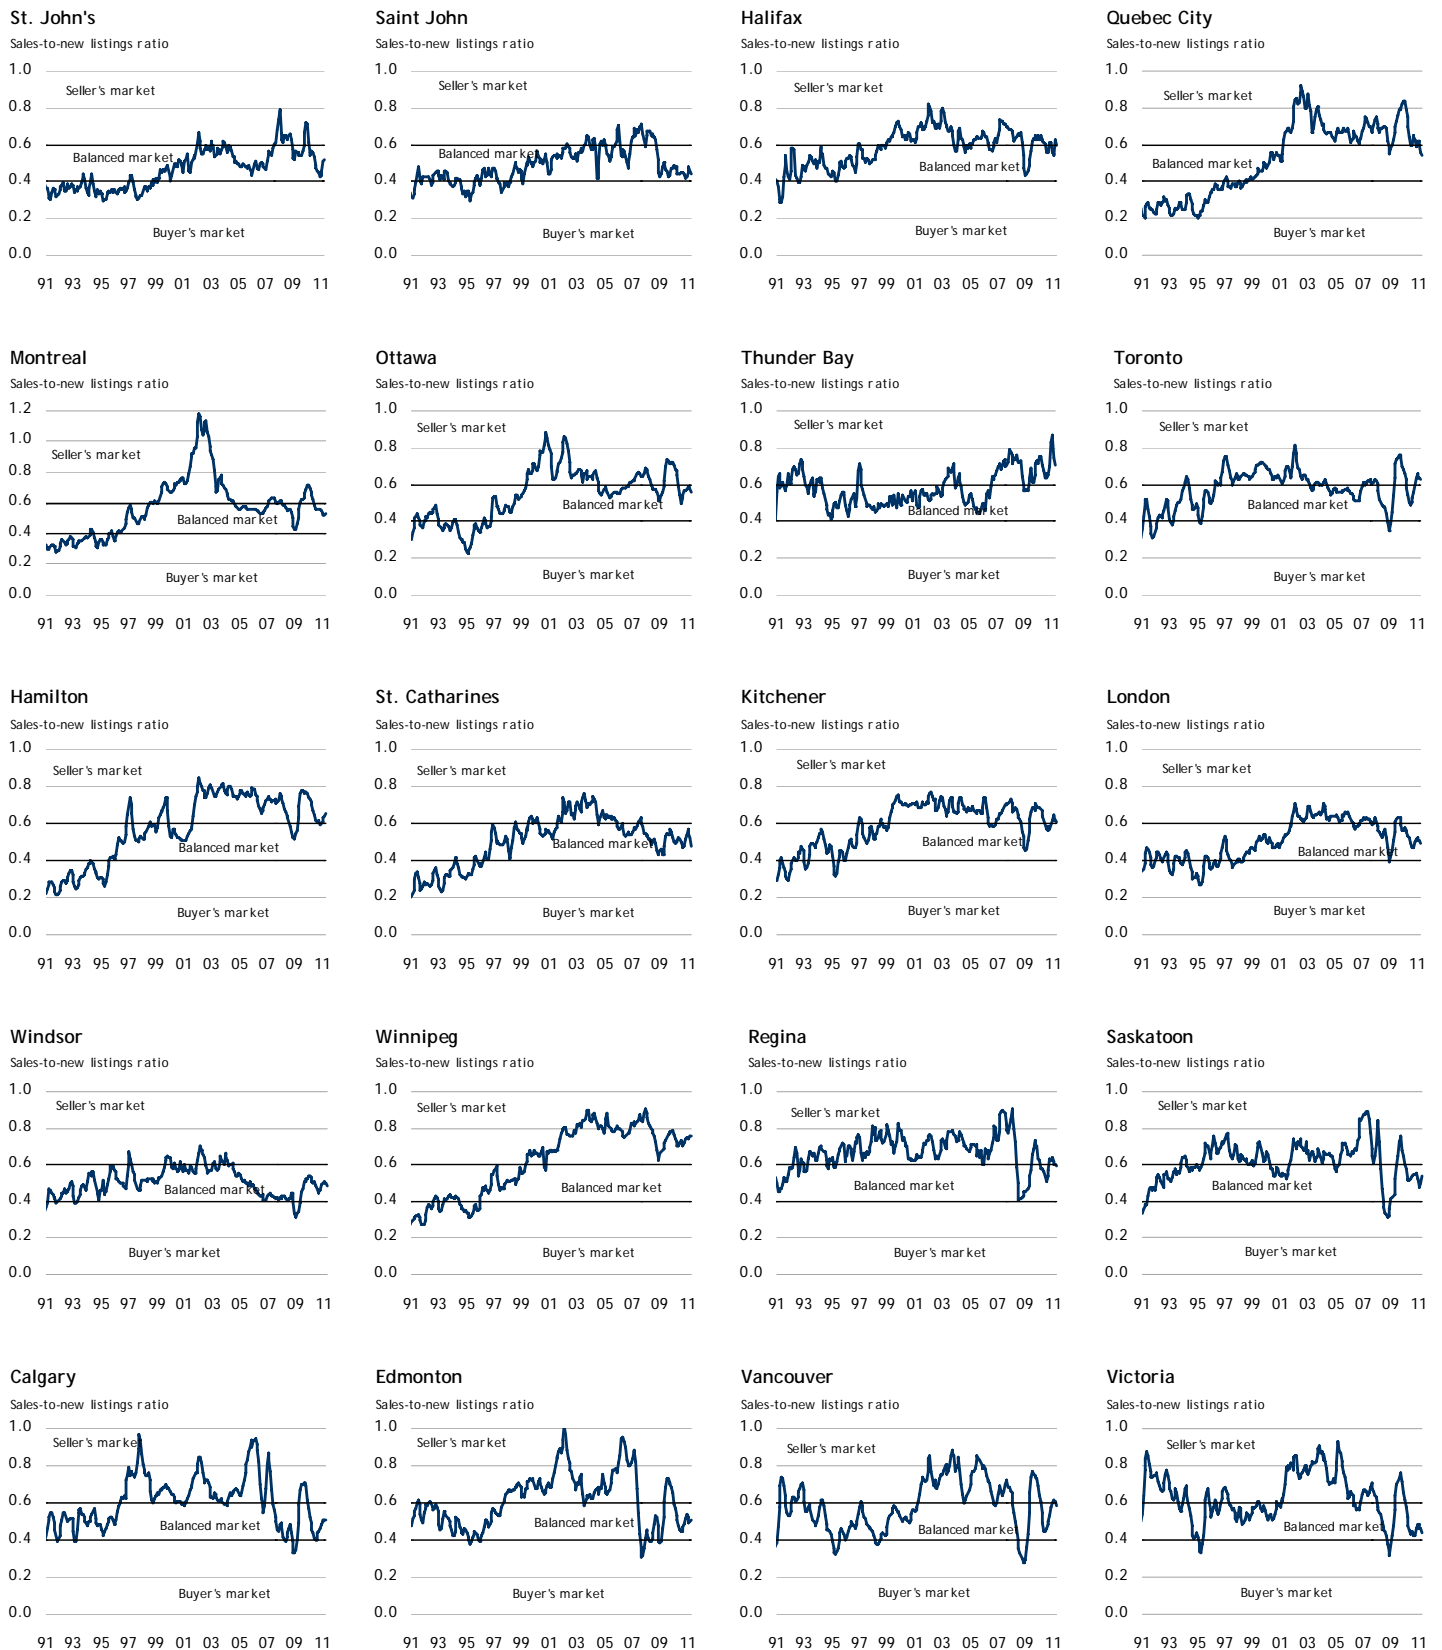 St. John's
Sales-to-new listings ratio
1.0
Seller's market
0.8
0.6
Balanced market
0.4
0.2
Buyer's market
0.0
91 93 95 97 99 01 03 05 07 09 11
Saint John
Sales-to-new listings ratio
1.0
Seller's market
0.8
0.6
Balanced market
0.4
0.2
Buyer's market
0.0
91 93 95 97 99 01 03 05 07 09 11
Halifax
Sales-to-new listings ratio
1.0
Seller's market
0.8
0.6
Balanced market
0.4
0.2
Buyer's market
0.0
91 93 95 97 99 01 03 05 07 09 11
Quebec City
Sales-to-new listings ratio
1.0
Seller's market
0.8
0.6
Balanced market
0.4
0.2
Buyer's market
0.0
91 93 95 97 99 01 03 05 07 09 11
Montreal
Sales-to-new listings ratio
1.2
1.0
Seller's market
0.8
0.6
Balanced market
0.4
0.2
Buyer's market
0.0
91 93 95 97 99 01 03 05 07 09 11
Ottawa
Sales-to-new listings ratio
1.0
Seller's market
0.8
0.6
Balanced market
0.4
0.2
Buyer's market
0.0
91 93 95 97 99 01 03 05 07 09 11
Thunder Bay
Sales-to-new listings ratio
1.0
Seller's market
0.8
0.6
Balanced market
0.4
0.2
Buyer's market
0.0
91 93 95 97 99 01 03 05 07 09 11
Toronto
Sales-to-new listings ratio
1.0
Seller's market
0.8
0.6
Balanced market
0.4
0.2
Buyer's market
0.0
91 93 95 97 99 01 03 05 07 09 11
Hamilton
Sales-to-new listings ratio
1.0
Seller's market
0.8
0.6
Balanced market
0.4
0.2
Buyer's market
0.0
91 93 95 97 99 01 03 05 07 09 11
St. Catharines
Sales-to-new listings ratio
1.0
Seller's market
0.8
0.6
Balanced market
0.4
0.2
Buyer's market
0.0
91 93 95 97 99 01 03 05 07 09 11
Kitchener
Sales-to-new listings ratio
1.0
Seller's market
0.8
0.6
Balanced market
0.4
0.2
Buyer's market
0.0
91 93 95 97 99 01 03 05 07 09 11
London
Sales-to-new listings ratio
1.0
Seller's market
0.8
0.6
Balanced market
0.4
0.2
Buyer's market
0.0
91 93 95 97 99 01 03 05 07 09 11
Windsor
Sales-to-new listings ratio
1.0
Seller's market
0.8
0.6
Balanced market
0.4
0.2
Buyer's market
0.0
91 93 95 97 99 01 03 05 07 09 11
Winnipeg
Sales-to-new listings ratio
1.0
Seller's market
0.8
0.6
Balanced market
0.4
0.2
Buyer's market
0.0
91 93 95 97 99 01 03 05 07 09 11
Regina
Sales-to-new listings ratio
1.0
Seller's market
0.8
0.6
Balanced market
0.4
0.2
Buyer's market
0.0
91 93 95 97 99 01 03 05 07 09 11
Saskatoon
Sales-to-new listings ratio
1.0
Seller's market
0.8
0.6
Balanced market
0.4
0.2
Buyer's market
0.0
91 93 95 97 99 01 03 05 07 09 11
Calgary
Sales-to-new listings ratio
1.0
Seller's market
0.8
0.6
Balanced market
0.4
0.2
Buyer's market
0.0
91 93 95 97 99 01 03 05 07 09 11
Edmonton
Sales-to-new listings ratio
1.0
Seller's market
0.8
0.6
Balanced market
0.4
0.2
Buyer's market
0.0
91 93 95 97 99 01 03 05 07 09 11
Vancouver
Sales-to-new listings ratio
1.0
Seller's market
0.8
0.6
Balanced market
0.4
0.2
Buyer's market
0.0
91 93 95 97 99 01 03 05 07 09 11
Victoria
Sales-to-new listings ratio
1.0
Seller's market
0.8
0.6
Balanced market
0.4
0.2
Buyer's market
0.0
91 93 95 97 99 01 03 05 07 09 11